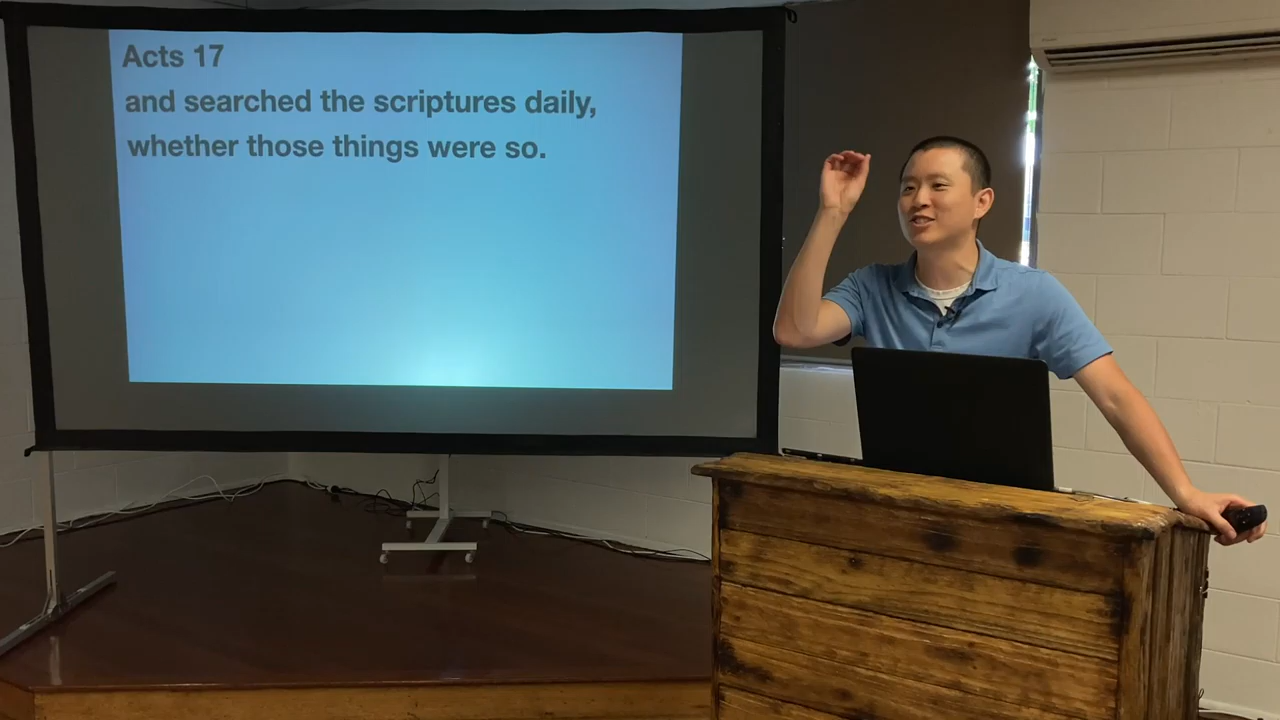 Acts 17
and searched the scriptures daily,
whether those things were so.